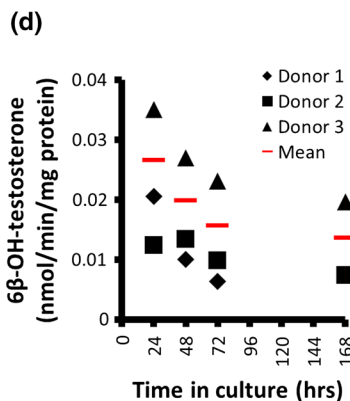 (d)
6β-OH-testosterone
(nmol/min/mg protein)
0.04
0.03
0.02
0.01
0
Donor 1
Donor 2
Donor 3
Mean
0
24
48
72
96
120
144
168
Time in culture (hrs)